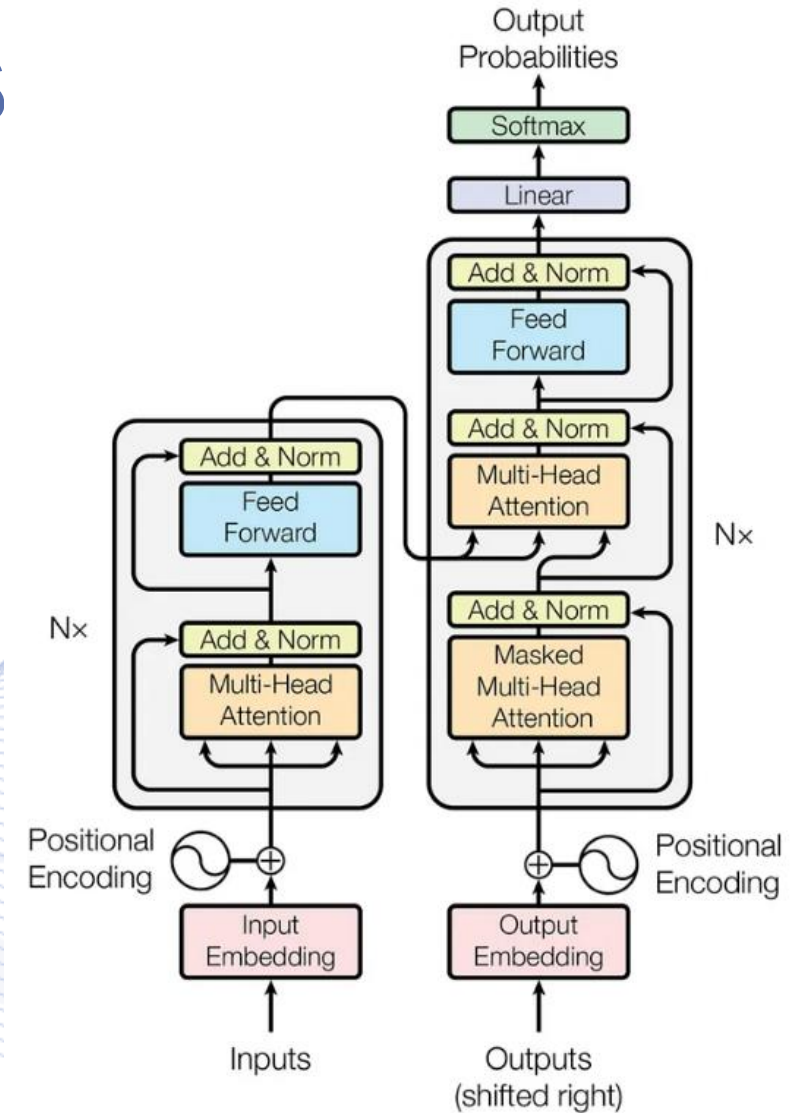 Output
Probabilities
Softmax
Linear
Add & Norm
Feed
Forward
Add & Norm
Multi-Head
Attention
Add & Norm
Masked
Multi-Head
Attention
Nx
Add & Norm
Feed
Forward
Add & Norm
Multi-Head
Attention
Nx
Positional
Encoding
Positional
Encoding
Input
Embedding
Output
Embedding
Inputs
Outputs
(shifted right)